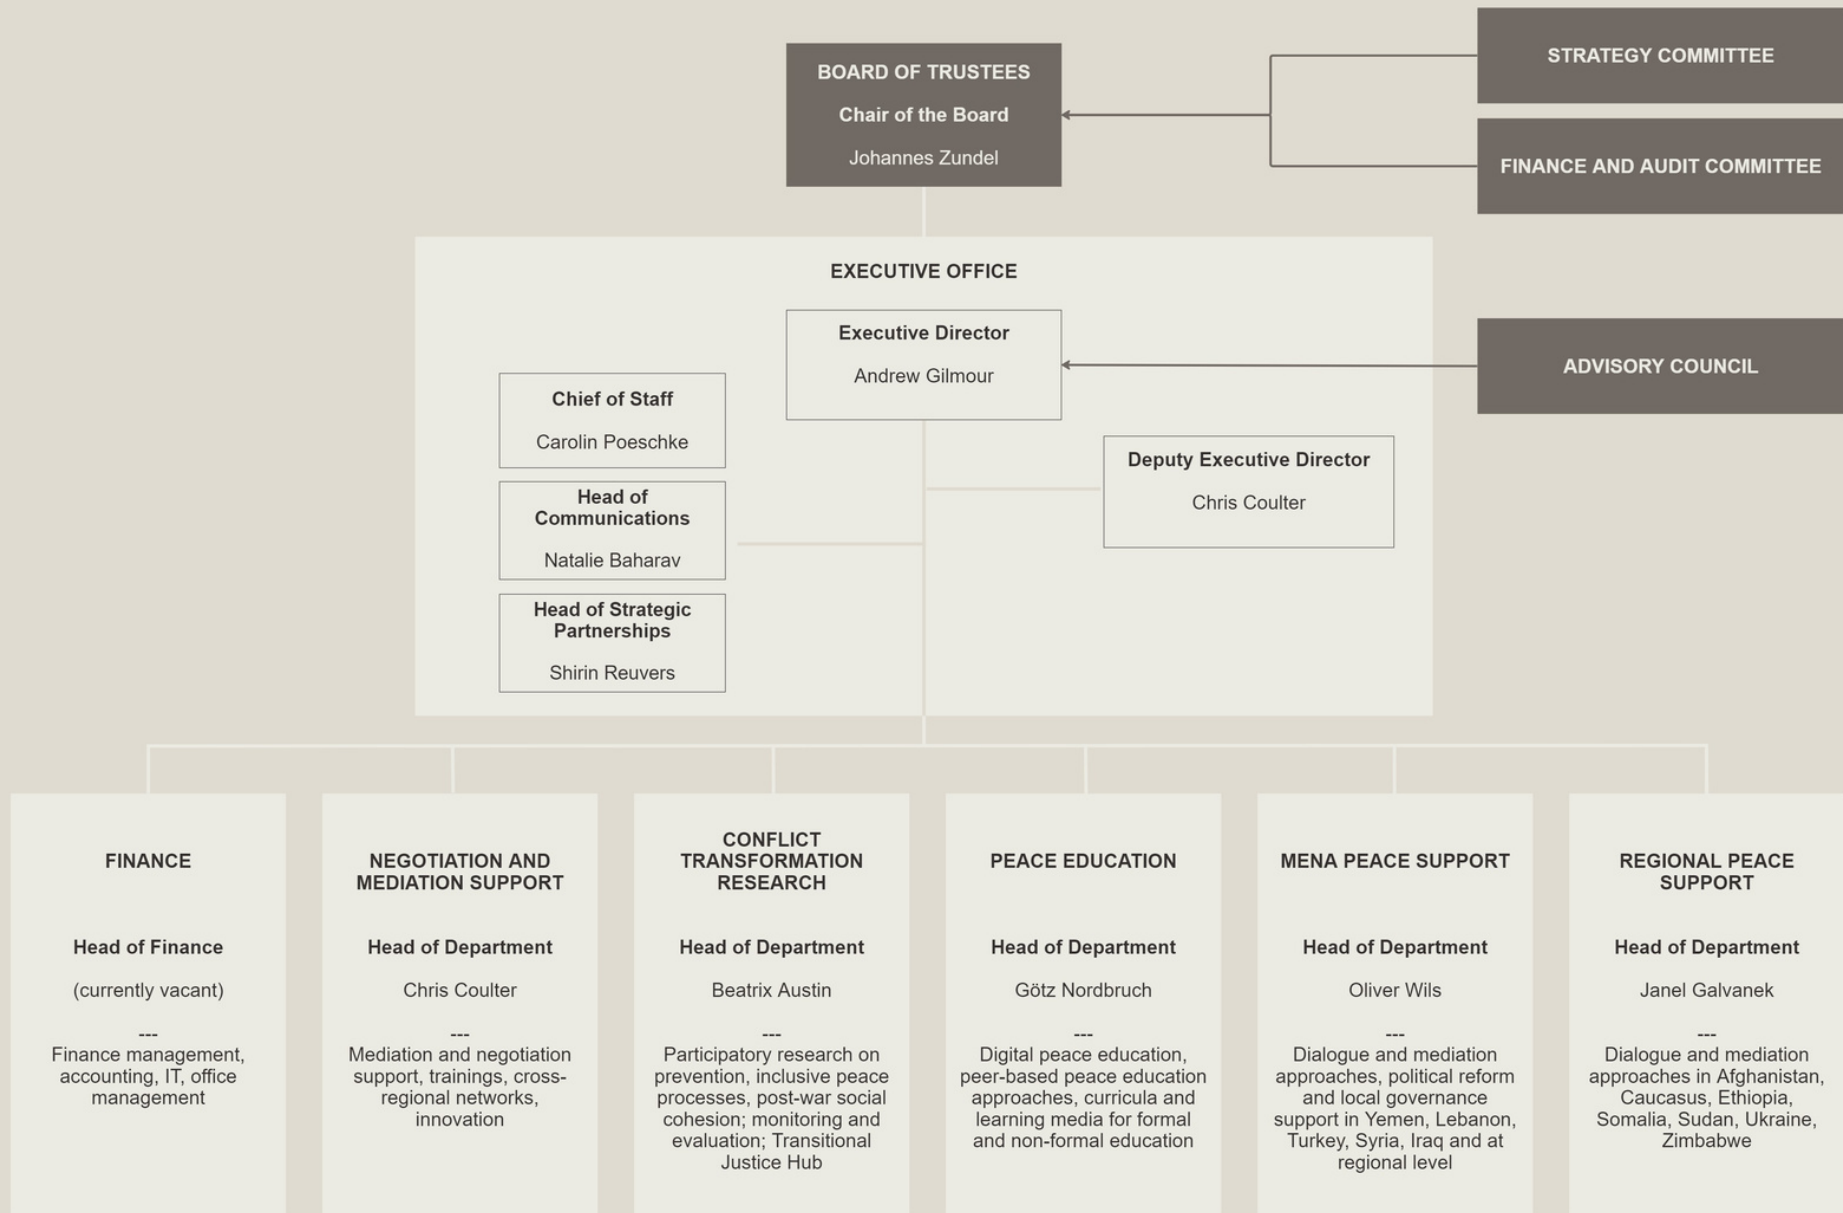 BOARD OF TRUSTEES
Chair of the Board
Johannes Zundel
STRATEGY COMMITTEE
FINANCE AND AUDIT COMMITTEE
EXECUTIVE OFFICE
Executive Director
Andrew Gilmour
ADVISORY COUNCIL
Chief of Staff
Carolin Poeschke
Head of
Communications
Natalie Baharav
Head of Strategic
Partnerships
Shirin Reuvers
Deputy Executive Director
Chris Coulter
FINANCE
Head of Finance
(currently vacant)
---
Finance management,
accounting, IT, office
management
NEGOTIATION AND
MEDIATION SUPPORT
Head of Department
Chris Coulter
---
Mediation and negotiation
support, trainings, cross-
regional networks,
innovation
CONFLICT
TRANSFORMATION
RESEARCH
Head of Department
Beatrix Austin
---
Participatory research on
prevention, inclusive peace
processes, post-war social
cohesion; monitoring and
evaluation; Transitional
Justice Hub
PEACE EDUCATION
Head of Department
Götz Nordbruch
---
Digital peace education,
peer-based peace education
approaches, curricula and
learning media for formal
and non-formal education
MENA PEACE SUPPORT
Head of Department
Oliver Wils
---
Dialogue and mediation
approaches, political reform
and local governance
support in Yemen, Lebanon,
Turkey, Syria, Iraq and at
regional level
REGIONAL PEACE
SUPPORT
Head of Department
Janel Galvanek
---
Dialogue and mediation
approaches in Afghanistan,
Caucasus, Ethiopia,
Somalia, Sudan, Ukraine,
Zimbabwe